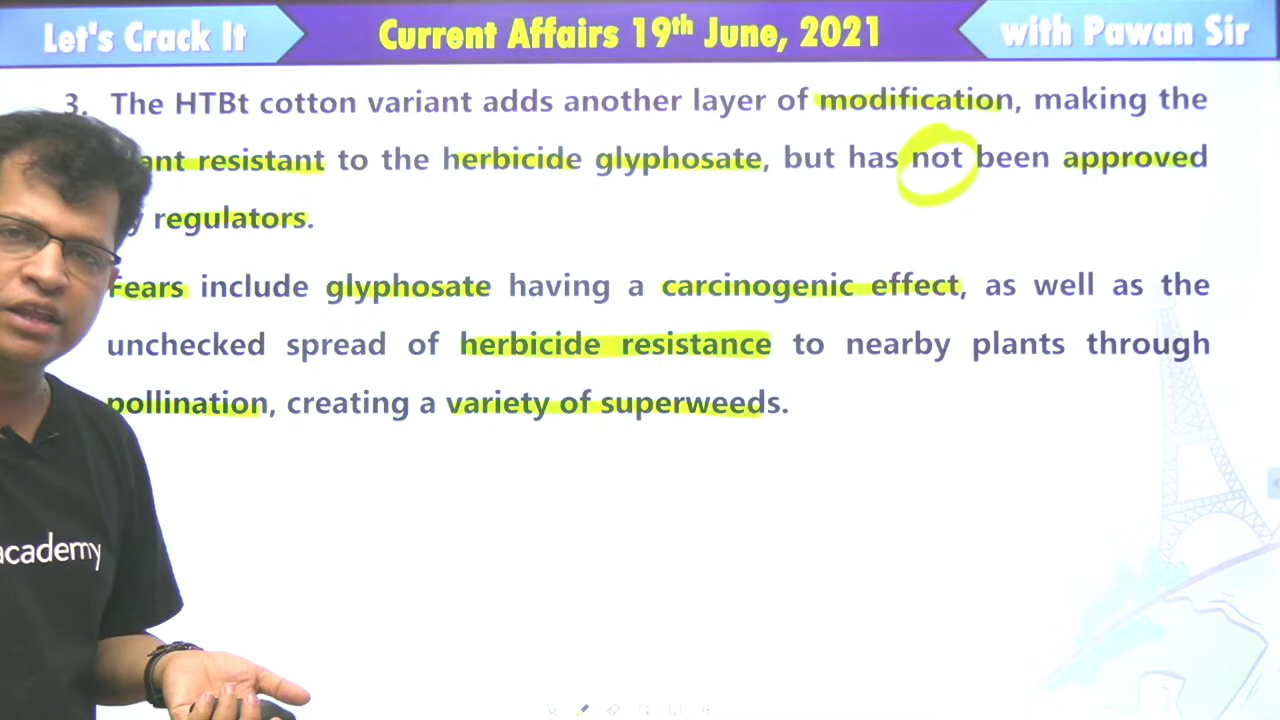 Let's Crack It
Current Affairs 19th June, 2021
with Pawan Sir
3. The HTBt cotton variant adds another layer of modification, making the
ant resistant to the herbicide glyphosate, but has not been approved
y regulators.
Fears include glyphosate having a carcinogenic effect, as well as the
unchecked spread of herbicide resistance to nearby plants through
pollination, creating a variety of superweeds.
academy